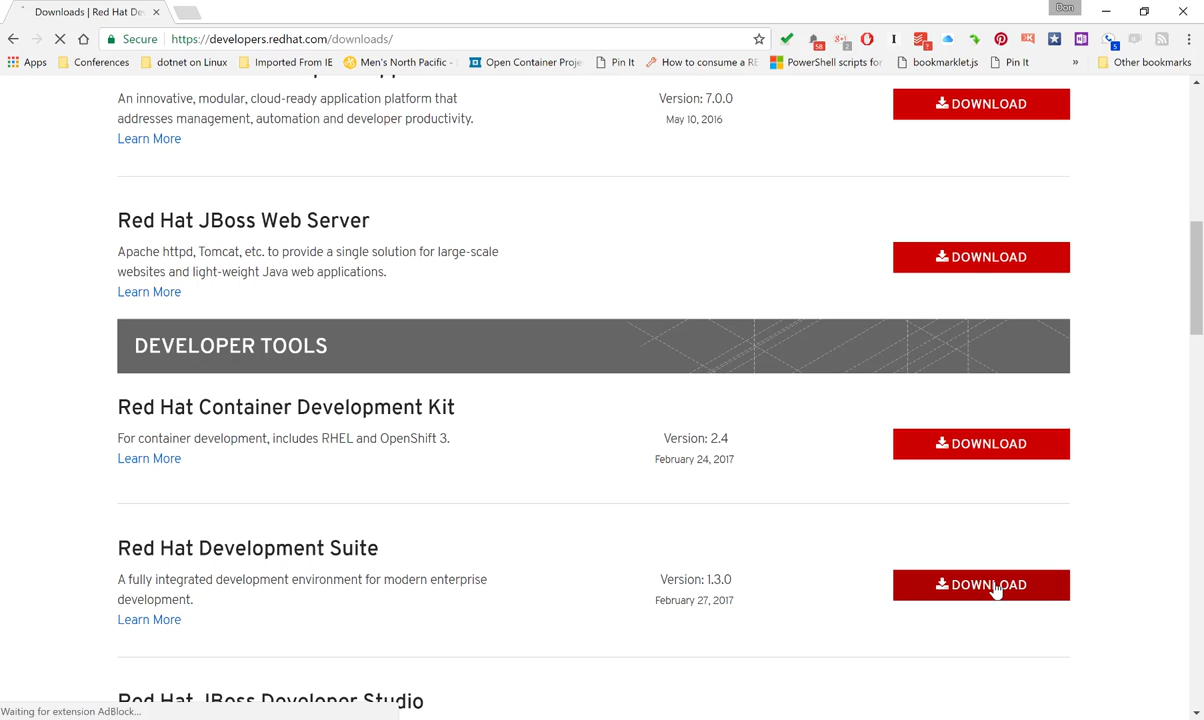 Downloads | Red Hat De
Don
Secure
https://developers.redhat.com/downloads/
58
2
?
5
Apps
Conferences
dotnet on Linux
Imported From IE
Men's North Pacific -
Open Container Proje
Pin It
How to consume a RE
PowerShell scripts for
bookmarklet.js
Pin It
»
Other bookmarks
An innovative, modular, cloud-ready application platform that
addresses management, automation and developer productivity.
Learn More
Version: 7.0.0
May 10, 2016
DOWNLOAD
Red Hat JBoss Web Server
Apache httpd, Tomcat, etc. to provide a single solution for large-scale
websites and light-weight Java web applications.
Learn More
DOWNLOAD
DEVELOPER TOOLS
Red Hat Container Development Kit
For container development, includes RHEL and OpenShift 3.
Learn More
Version: 2.4
February 24, 2017
DOWNLOAD
Red Hat Development Suite
A fully integrated development environment for modern enterprise
development.
Learn More
Version: 1.3.0
February 27, 2017
DOWNLOAD
Red Hat JBoss Developer Studio
Waiting for extension AdBlock...